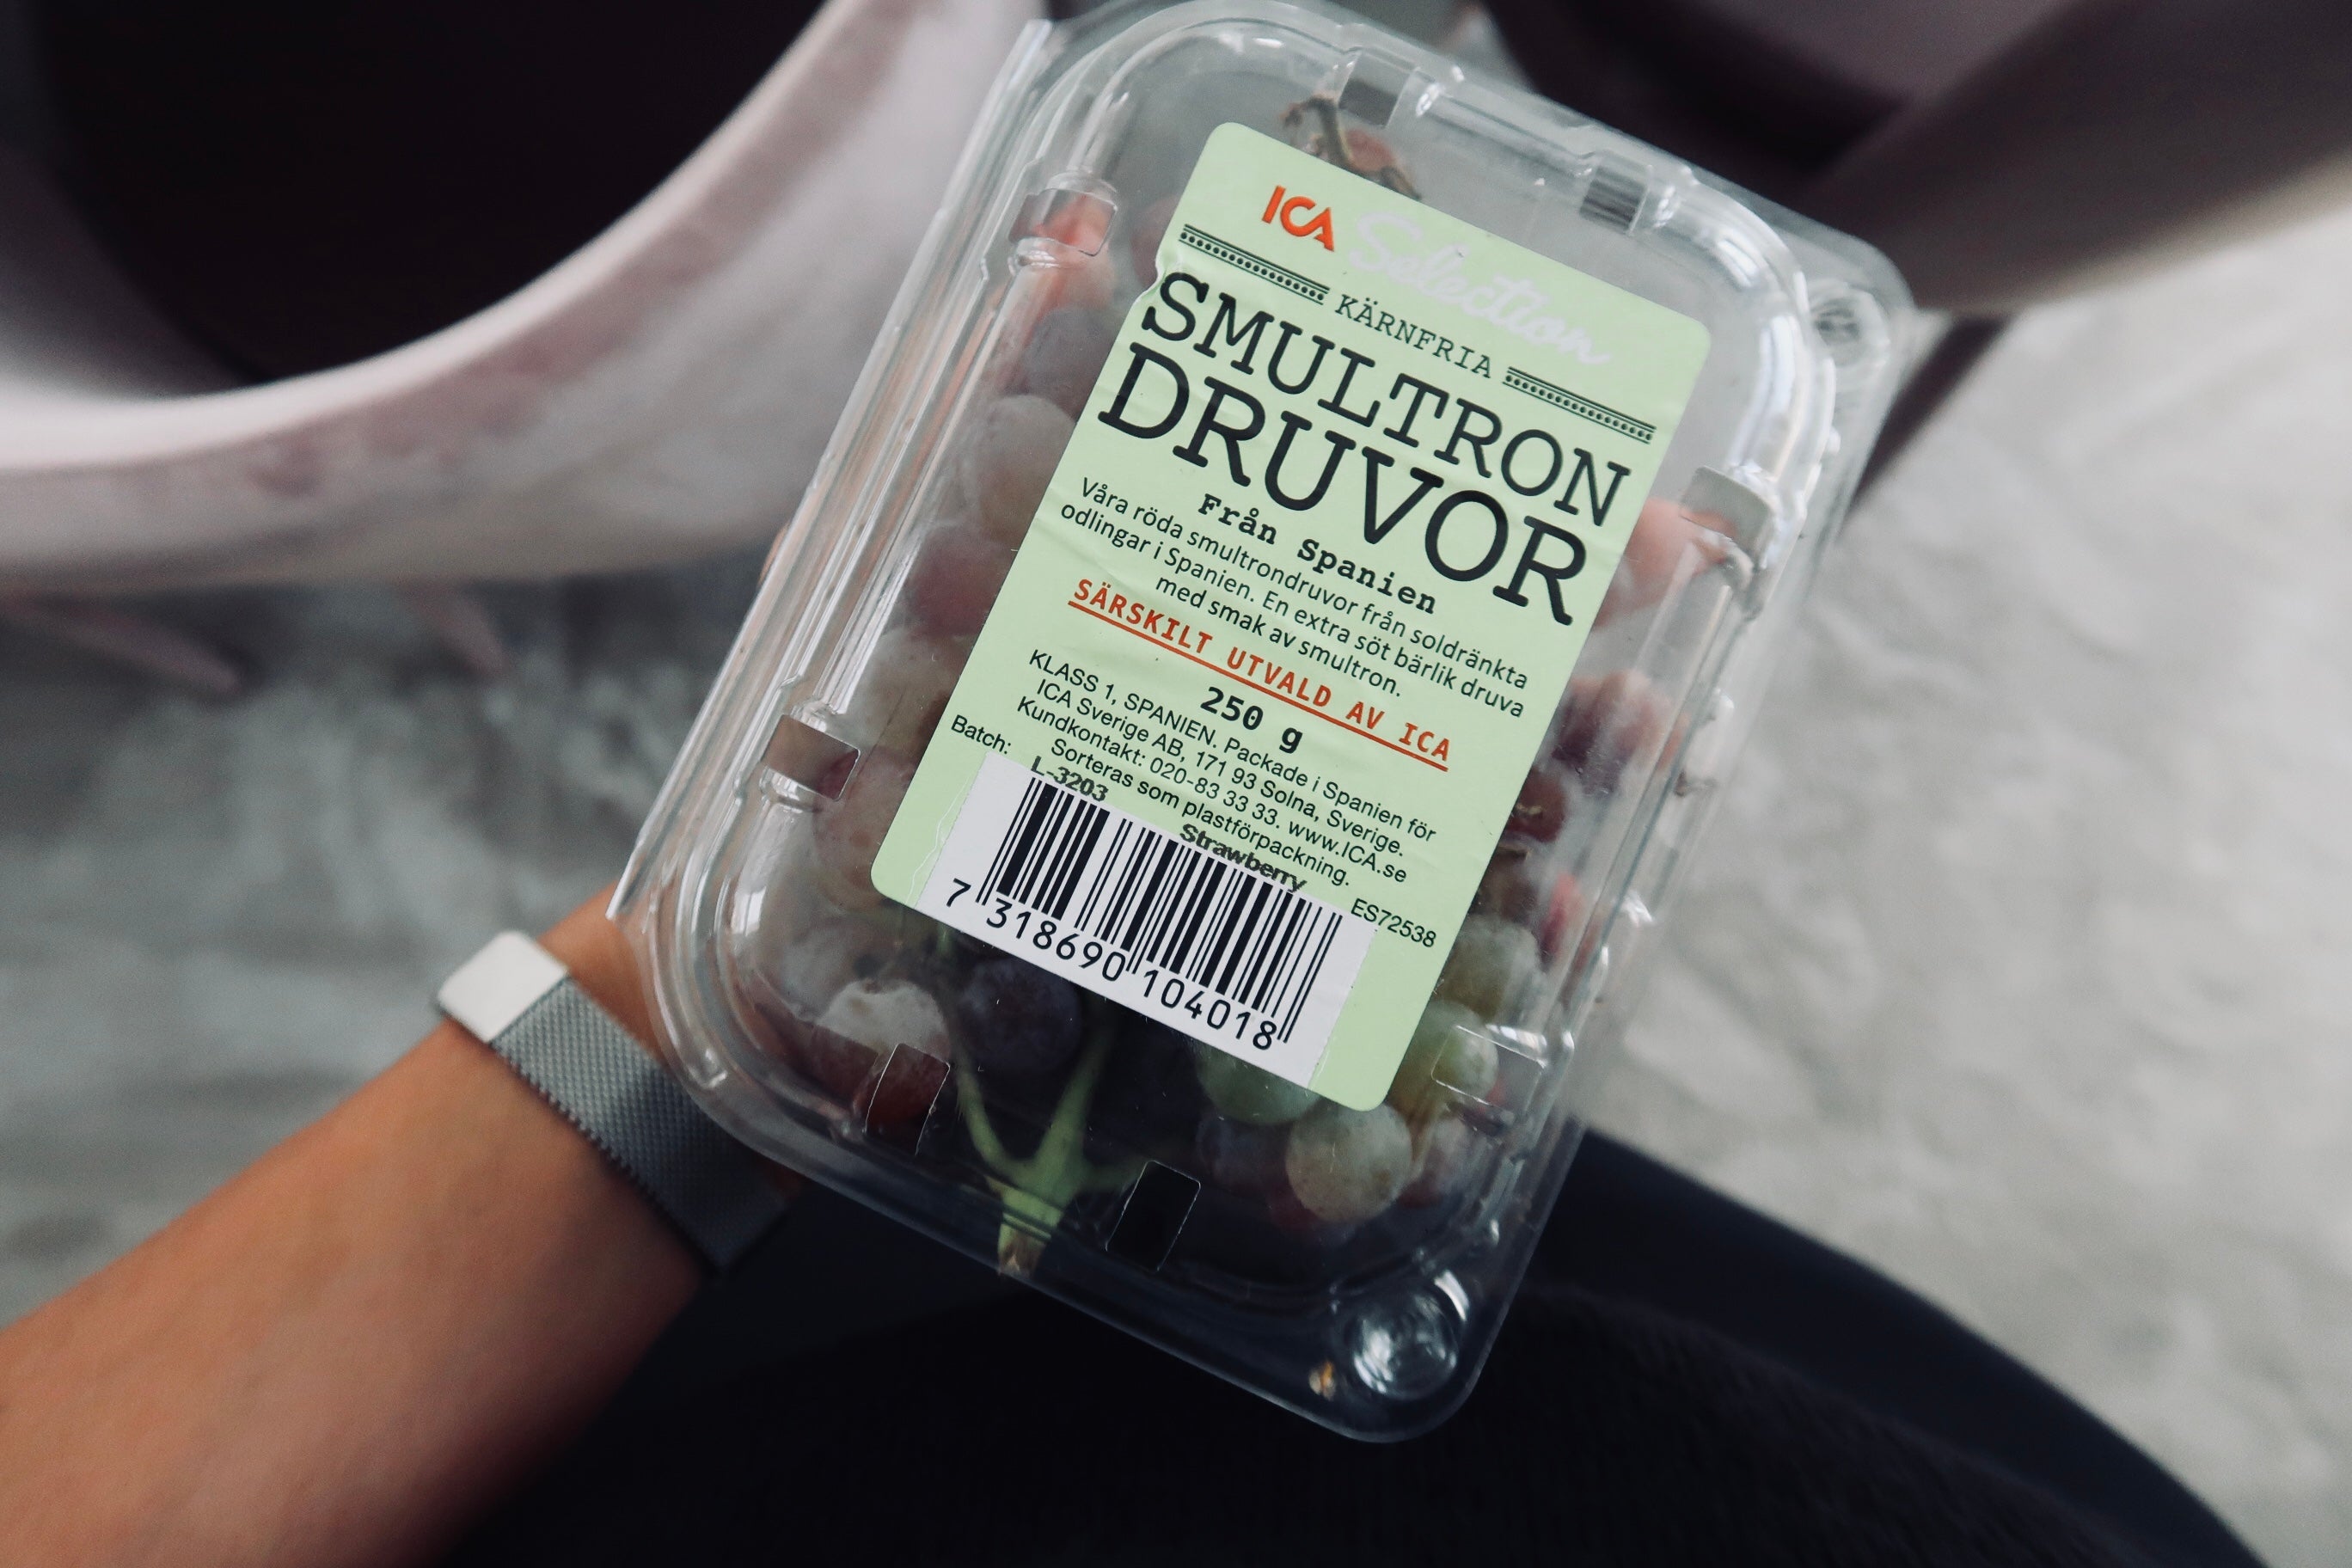 ICA Selection
KÄRNFRIA
SMULTRON
DRUVOR
Från Spanien
Våra röda smultrondruvor från soldränkta
odlingar i Spanien. En extra söt bärlik druva
med smak av smultron.
SÄRSKILT UTVALD AV ICA
250 g
KLASS 1, SPANIEN. Packade i Spanien för
ICA Sverige AB, 171 93 Solna, Sverige.
Kundkontakt: 020-83 33 33. www.ICA.se
Sorteras som plastförpackning.
Batch:
L-3203
Strawberry
ES72538
7 318690 104018